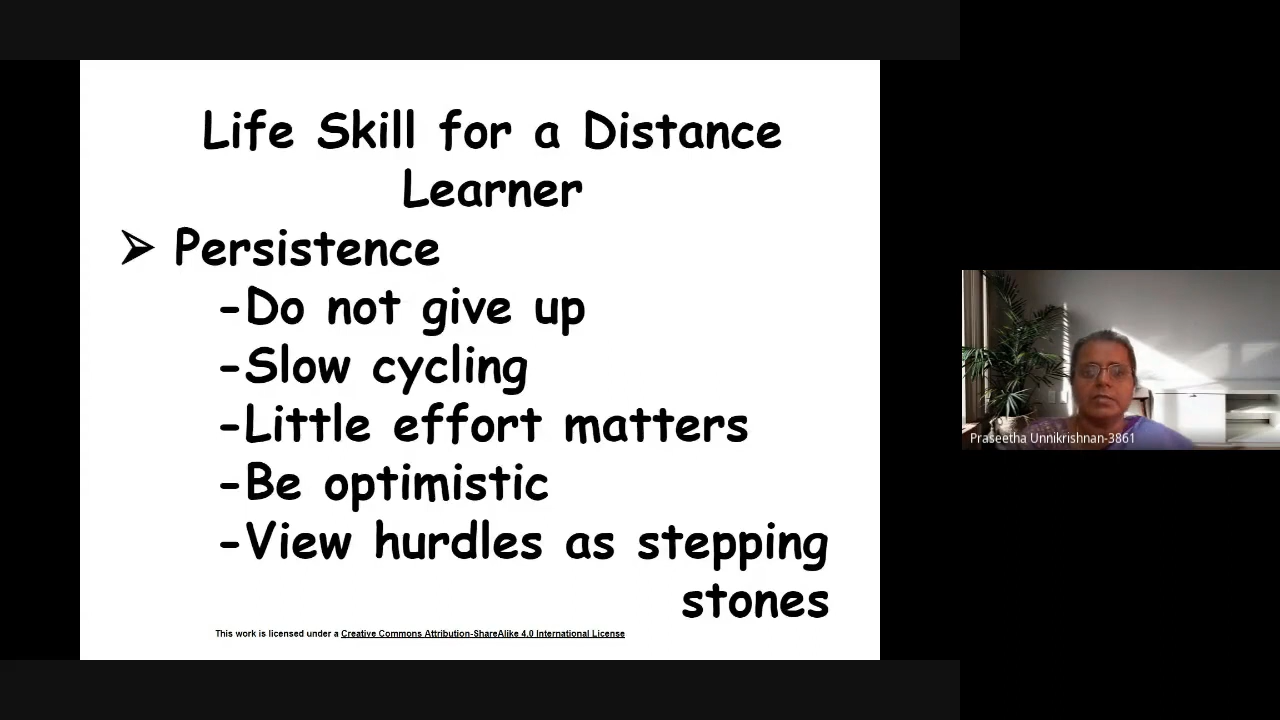 Life Skill for a Distance
Learner
➢ Persistence
-Do not give up
-Slow cycling
-Little effort matters
-Be optimistic
-View hurdles as stepping
stones
This work is licensed under a Creative Commons Attribution-ShareAlike 4.0 International License
Praseetha Unnikrishnan-3861